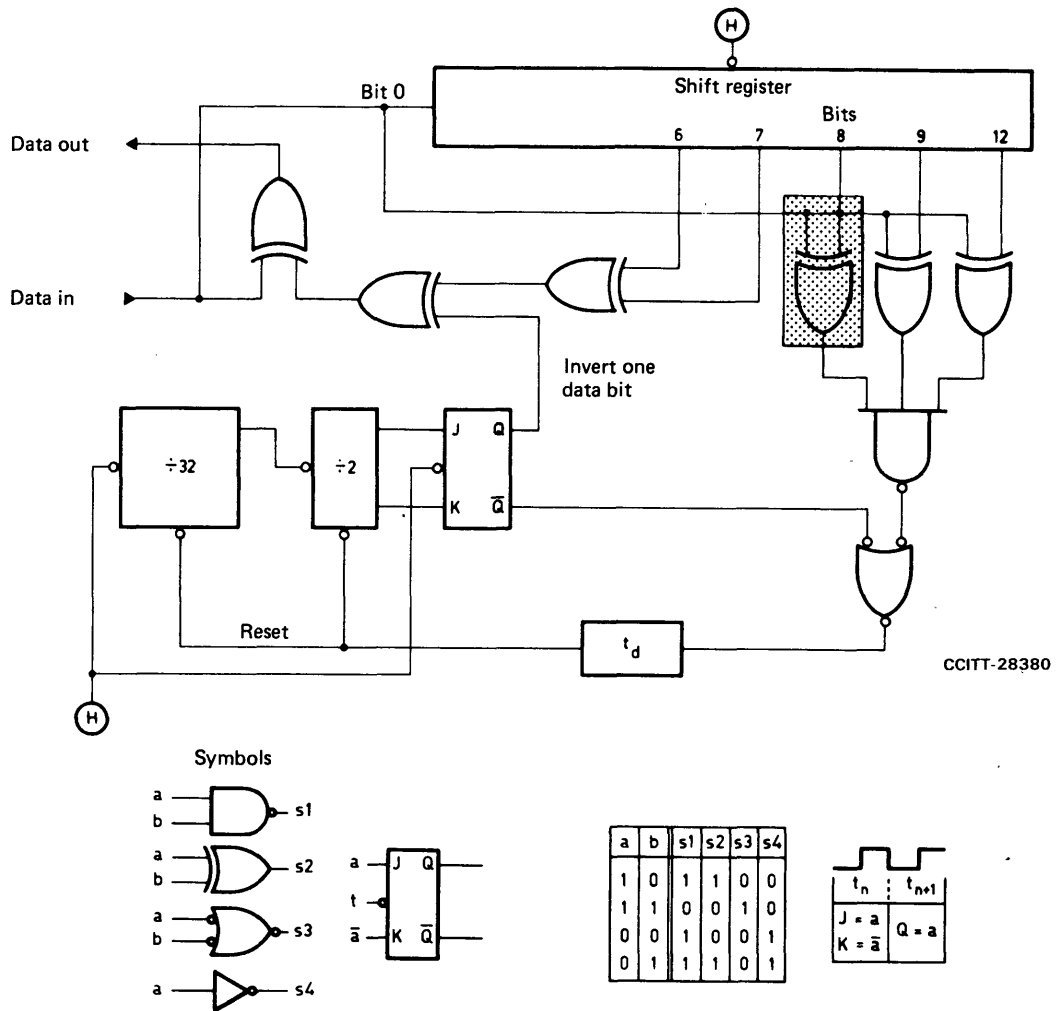 H
Shift register
Bit 0
Bits
6 7 8 9 12
Data out
Data in
Invert one
data bit
÷32
÷2
J Q
K Q̅
Reset
t_d
CCITT-28380
H
Symbols
a
b
s1
a
b
s2
a
b
s3
a
s4
a J Q
t
a̅ K Q̅
a b s1 s2 s3 s4
1 0 1 1 0 0
1 1 0 0 1 0
0 0 1 0 0 1
0 1 1 1 0 1
t_n t_n+1
J = a
K = a̅
Q = a